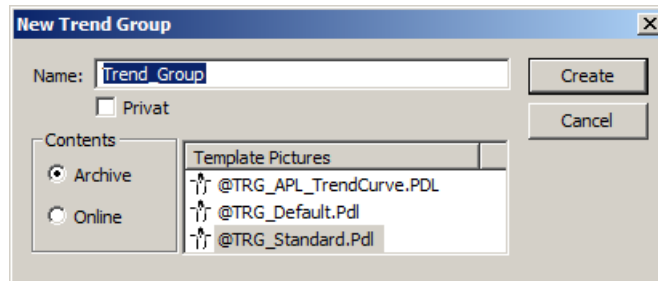 New Trend Group
Name: Trend_Group
Create
Privat
Cancel
Contents
Archive
Online
Template Pictures
@TRG_APL_TrendCurve.PDL
@TRG_Default.Pdl
@TRG_Standard.Pdl